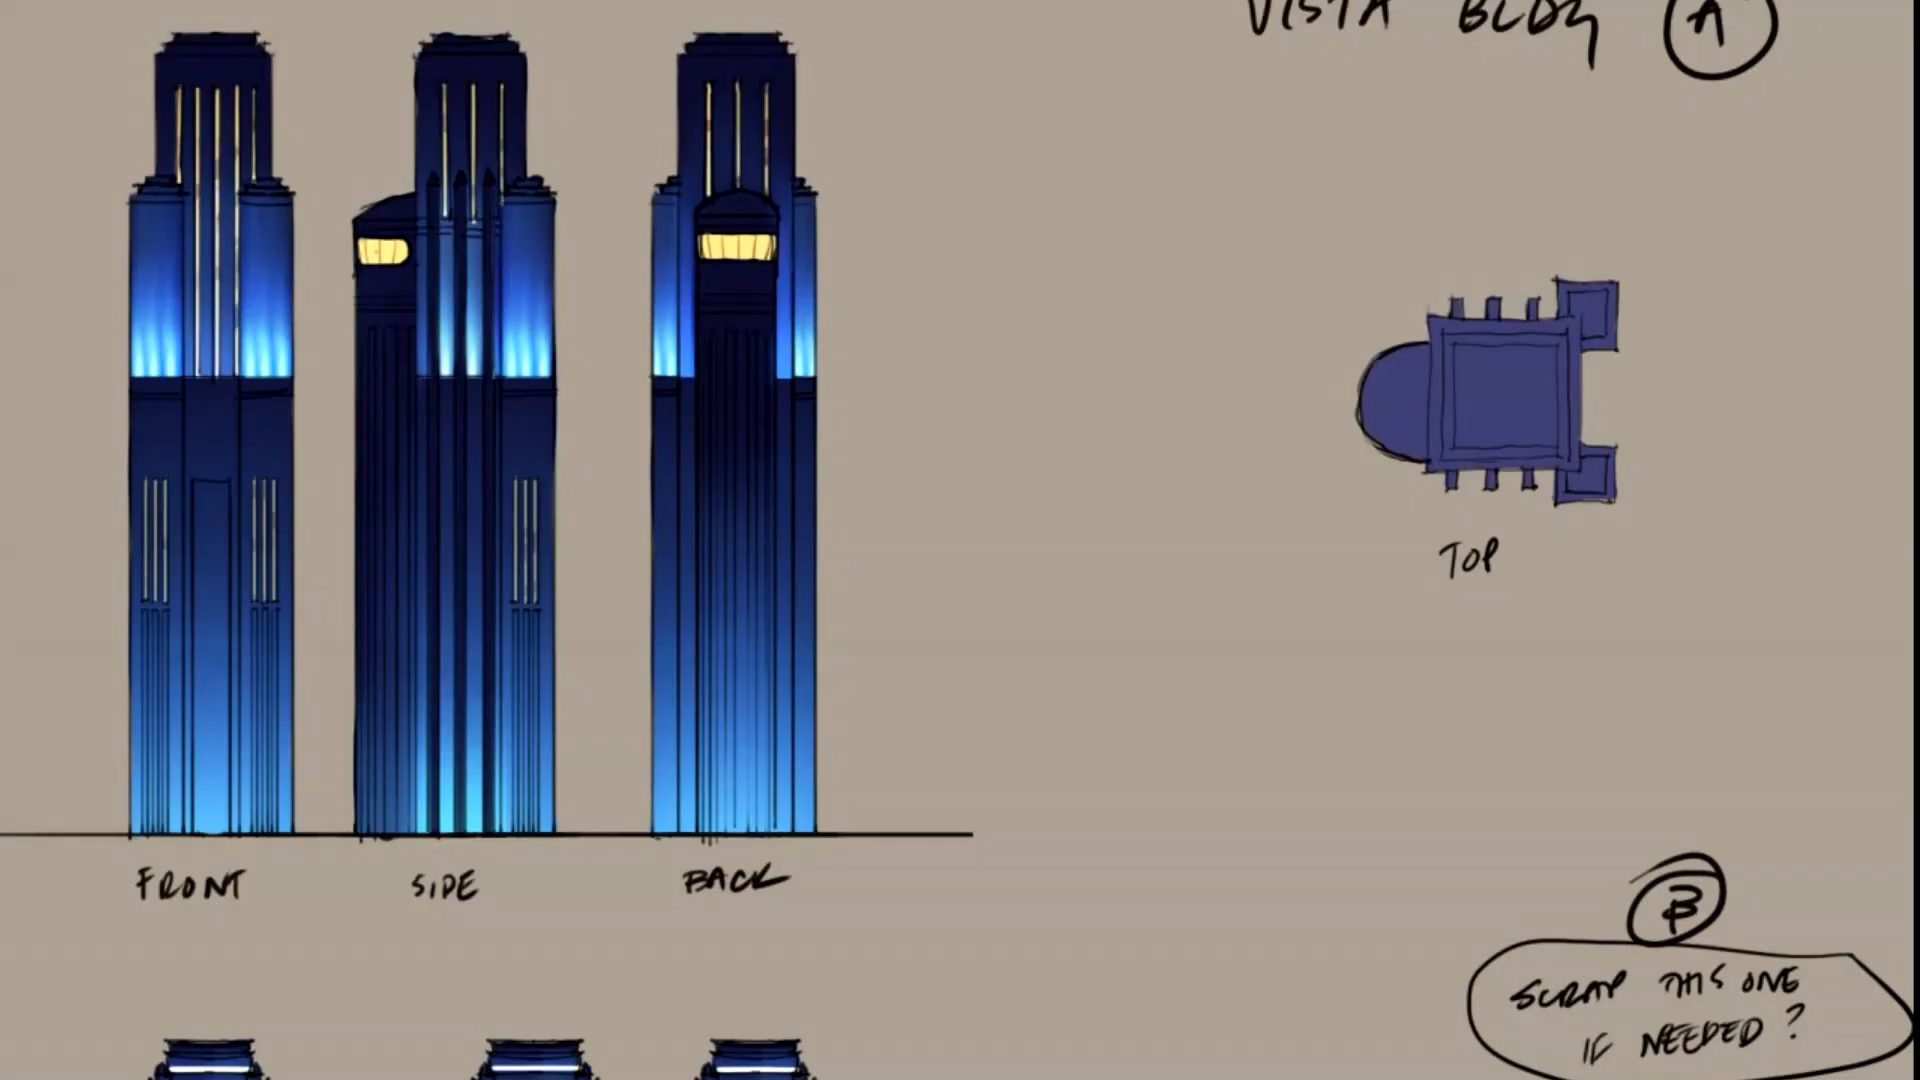 VISTA BLDG A
TOP
FRONT SIDE BACK
B
SCRAP THIS ONE
IF NEEDED?